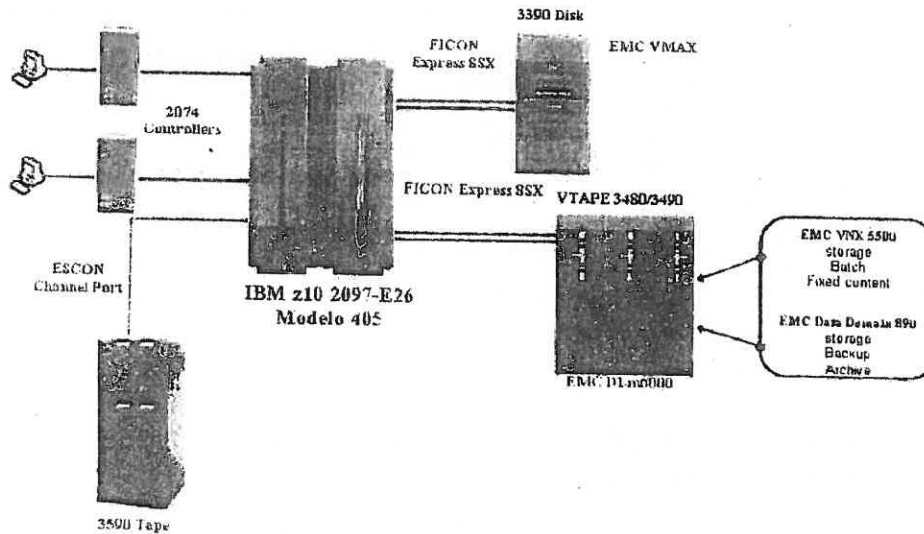 3390 Disk
EMC VMAX
FICON
Express 8SX
2074
Controllers
FICON Express 8SX
VTAPE 3480/3490
ESCON
Channel Port
IBM z10 2097-E26
Modelo 405
EMC VNX 5500
storage
Batch
Fixed content
EMC Data Domain 890
storage
Backup
Archive
EMC
3590 Tape